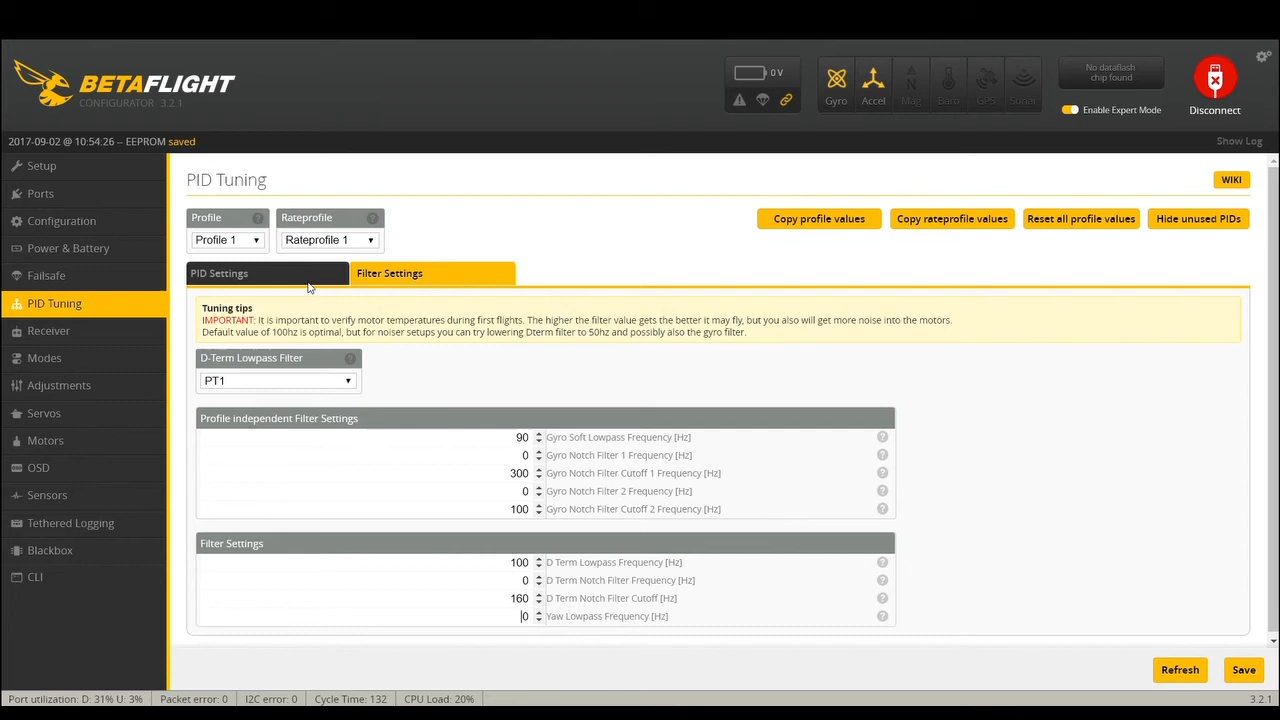 BETAFLIGHT
CONFIGURATOR 3.2.1
0 V
Gyro
Accel
Mag
Baro
GPS
Sonar
No dataflash
chip found
Enable Expert Mode
Disconnect
2017-09-02 @ 10:54:26 -- EEPROM saved
Show Log
Setup
Ports
Configuration
Power & Battery
Failsafe
PID Tuning
Receiver
Modes
Adjustments
Servos
Motors
OSD
Sensors
Tethered Logging
Blackbox
CLI
PID Tuning
WIKI
Profile ?
Profile 1
Rateprofile ?
Rateprofile 1
Copy profile values
Copy rateprofile values
Reset all profile values
Hide unused PIDs
PID Settings
Filter Settings
Tuning tips
IMPORTANT: It is important to verify motor temperatures during first flights. The higher the filter value gets the better it may fly, but you also will get more noise into the motors.
Default value of 100hz is optimal, but for noiser setups you can try lowering Dterm filter to 50hz and possibly also the gyro filter.
D-Term Lowpass Filter ?
PT1
Profile independent Filter Settings
90 Gyro Soft Lowpass Frequency [Hz] ?
0 Gyro Notch Filter 1 Frequency [Hz] ?
300 Gyro Notch Filter Cutoff 1 Frequency [Hz] ?
0 Gyro Notch Filter 2 Frequency [Hz] ?
100 Gyro Notch Filter Cutoff 2 Frequency [Hz] ?
Filter Settings
100 D Term Lowpass Frequency [Hz] ?
0 D Term Notch Filter Frequency [Hz] ?
160 D Term Notch Filter Cutoff [Hz] ?
0 Yaw Lowpass Frequency [Hz] ?
Refresh
Save
Port utilization: D: 31% U: 3%
Packet error: 0
I2C error: 0
Cycle Time: 132
CPU Load: 20%
3.2.1